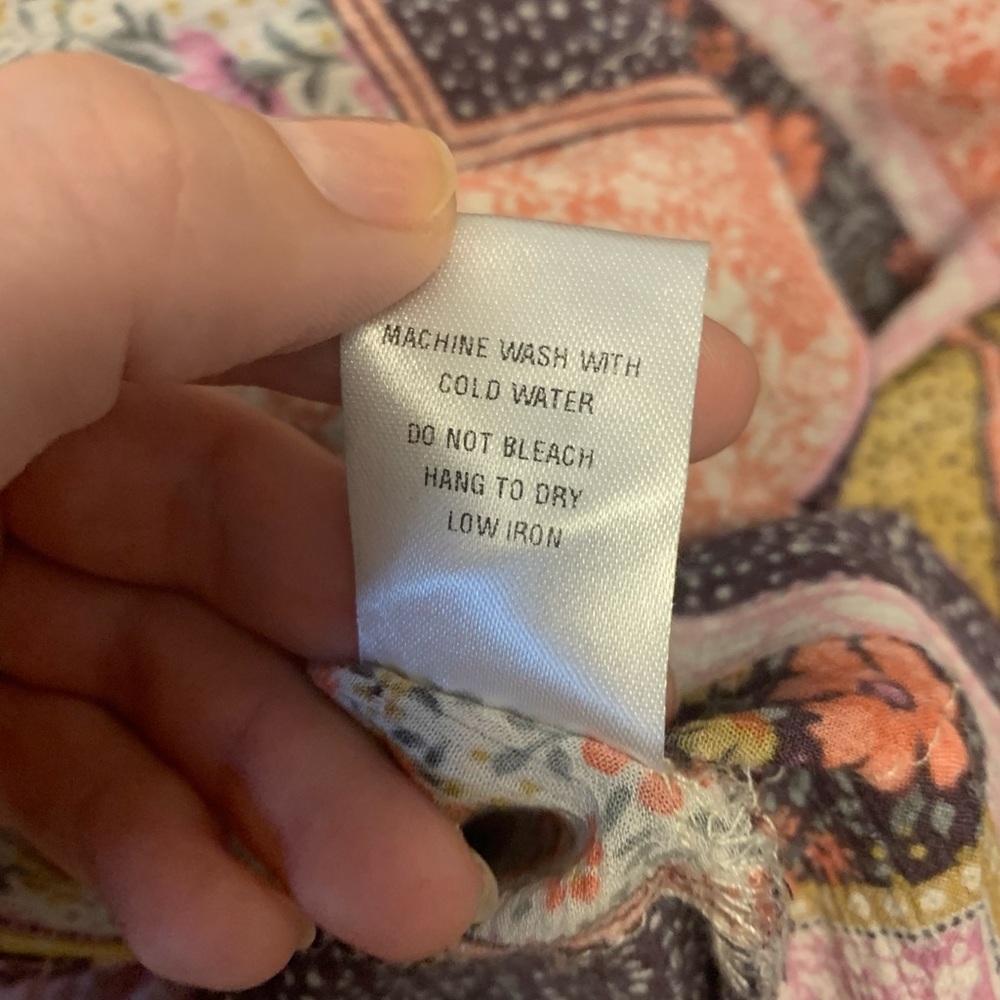 MACHINE WASH WITH
COLD WATER
DO NOT BLEACH
HANG TO DRY
LOW IRON